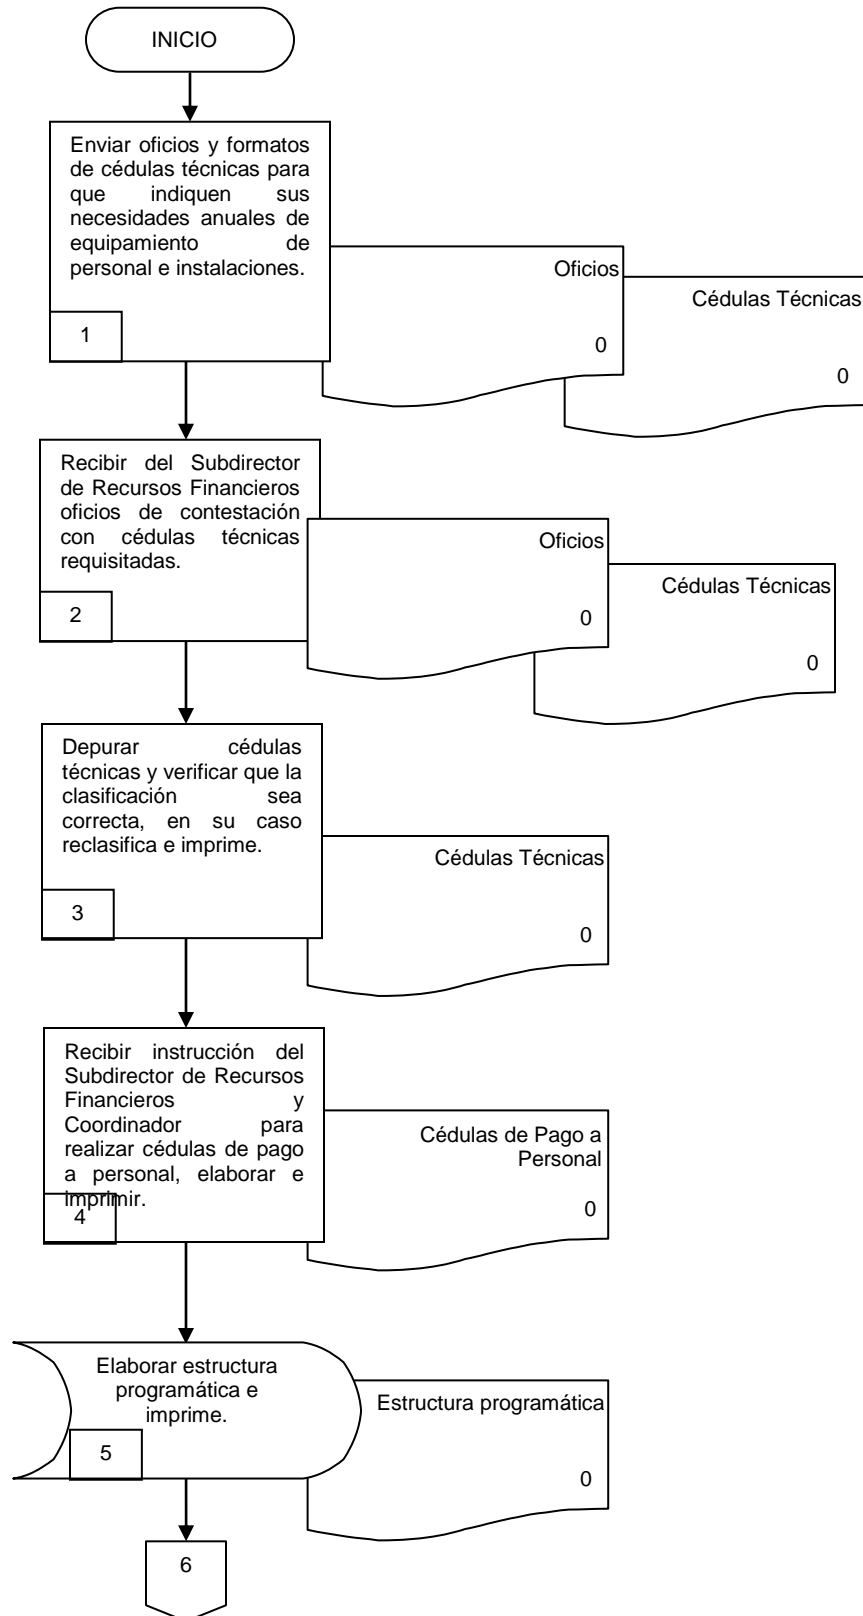 INICIO
Enviar oficios y formatos
de cédulas técnicas para
que indiquen sus
necesidades anuales de
equipamiento de
personal e instalaciones.
1
Oficios
0
Cédulas Técnicas
0
Recibir del Subdirector
de Recursos Financieros
oficios de contestación
con cédulas técnicas
requisitadas.
2
Oficios
0
Cédulas Técnicas
0
Depurar cédulas
técnicas y verificar que la
clasificación sea
correcta, en su caso
reclasifica e imprime.
3
Cédulas Técnicas
0
Recibir instrucción del
Subdirector de Recursos
Financieros y
Coordinador para
realizar cédulas de pago
a personal, elaborar e
imprimir.
4
Cédulas de Pago a
Personal
0
Elaborar estructura
programática e
imprime.
5
Estructura programática
0
6